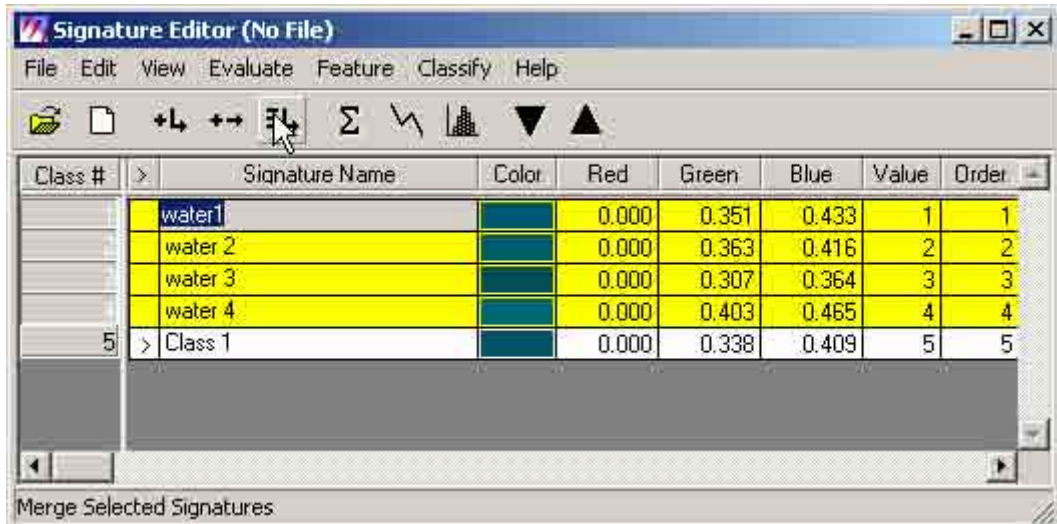 Signature Editor (No File)
File Edit View Evaluate Feature Classify Help
Class # > Signature Name Color Red Green Blue Value Order
water1 0.000 0.351 0.433 1 1
water 2 0.000 0.363 0.416 2 2
water 3 0.000 0.307 0.364 3 3
water 4 0.000 0.403 0.465 4 4
5 > Class 1 0.000 0.338 0.409 5 5
Merge Selected Signatures